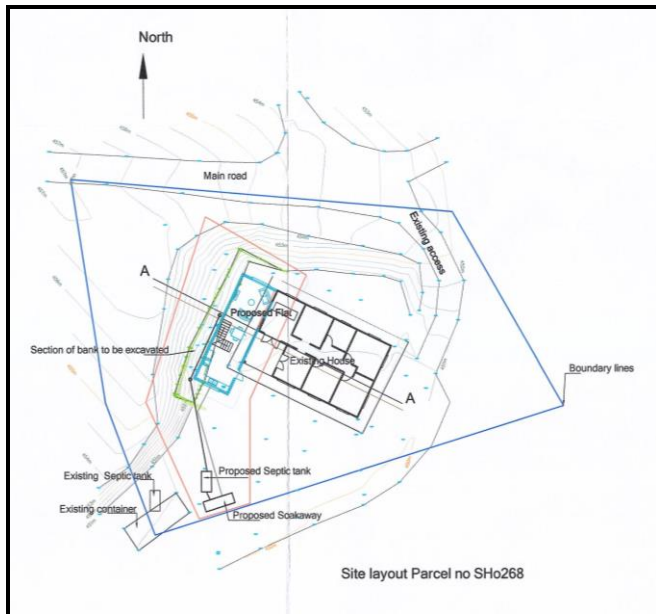 North
Main road
Existing access
A
Proposed Flat
Section of bank to be excavated
Existing House
Boundary lines
A
Existing Septic tank
Proposed Septic tank
Existing container
Proposed Soakaway
Site layout Parcel no SHo268